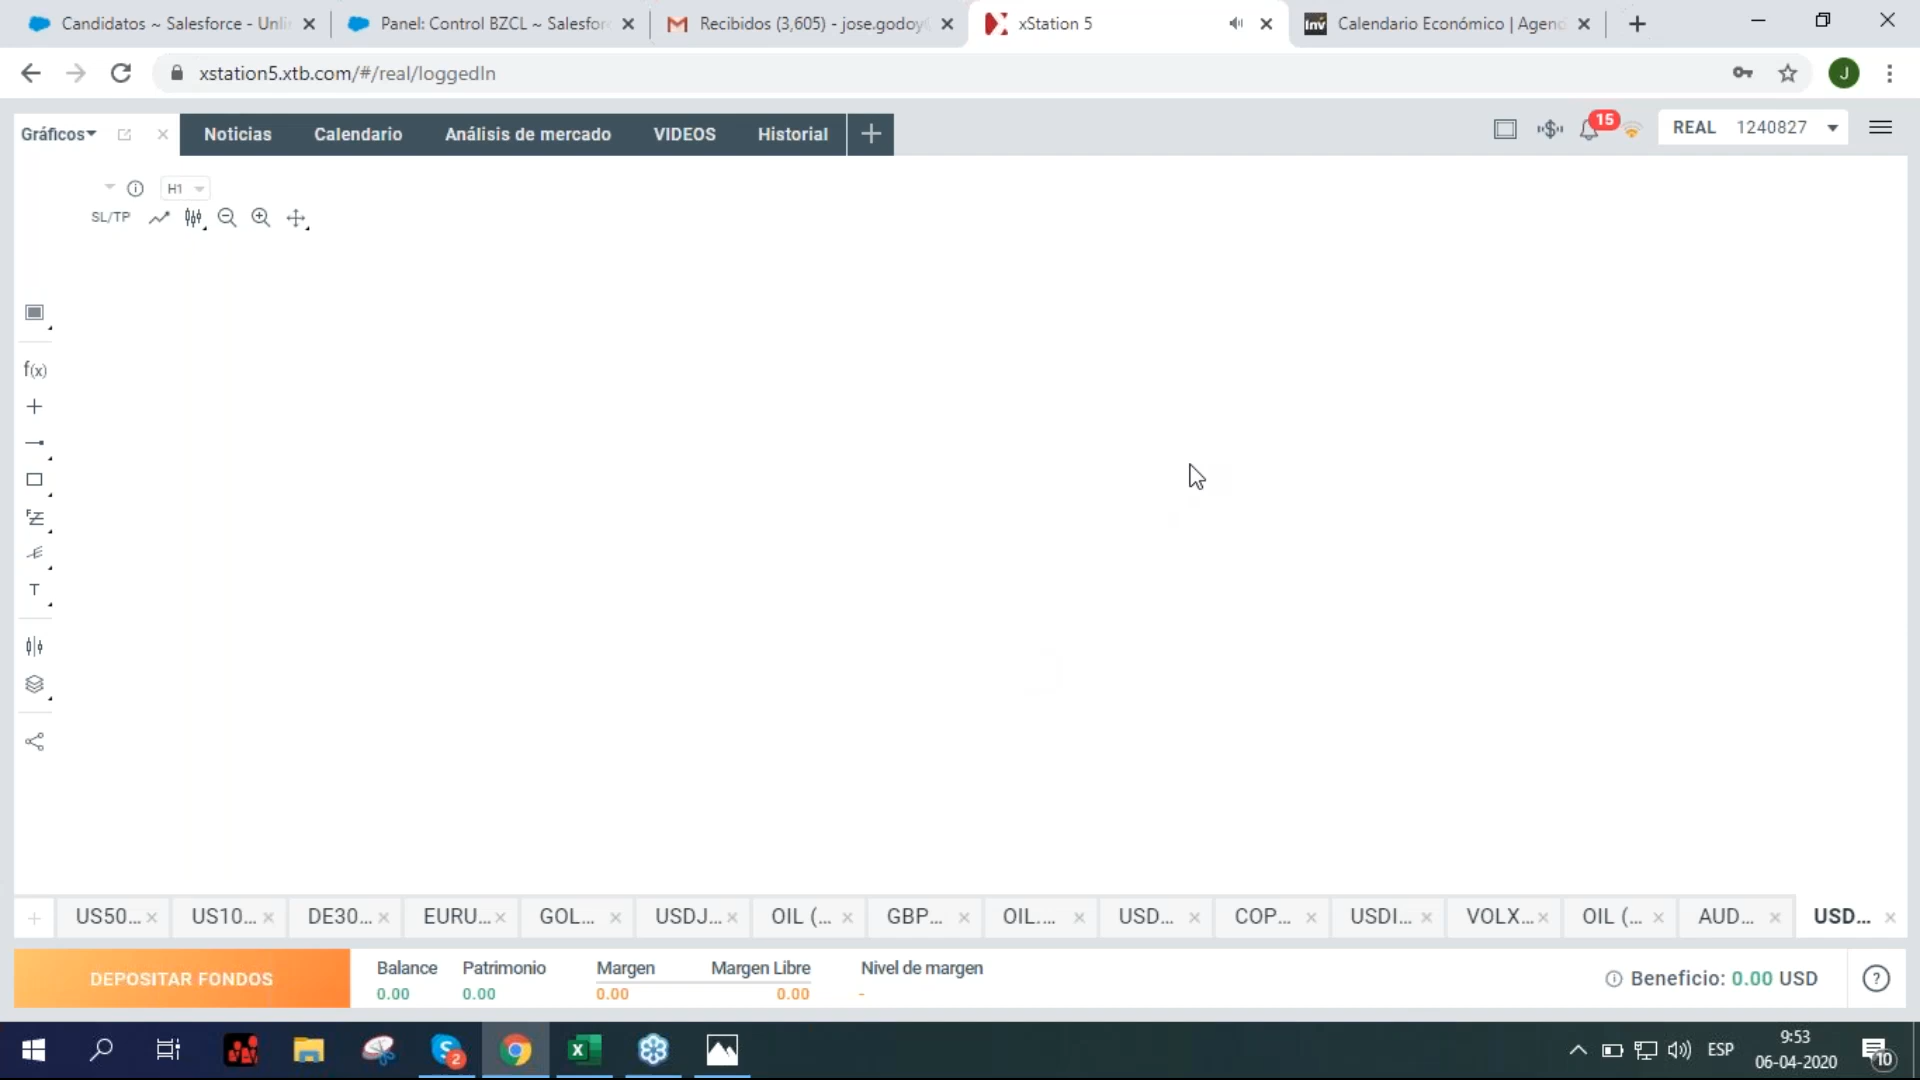 Candidatos ~ Salesforce - Unli
Panel: Control BZCL ~ Salesforc
Recibidos (3,605) - jose.godoy
xStation 5
Inv
Calendario Económico | Agend
xstation5.xtb.com/#/real/loggedIn
J
Gráficos
Noticias
Calendario
Análisis de mercado
VIDEOS
Historial
15
REAL 1240827
H1
SL/TP
f(x)
T
US50...
US10...
DE30...
EURU...
GOL...
USDJ...
OIL (...
GBP...
OIL....
USD...
COP...
USDI...
VOLX...
OIL (...
AUD...
USD...
DEPOSITAR FONDOS
Balance Patrimonio Margen Margen Libre Nivel de margen
0.00 0.00 0.00 0.00 -
Beneficio: 0.00 USD
?
2
ESP
9:53
06-04-2020
10